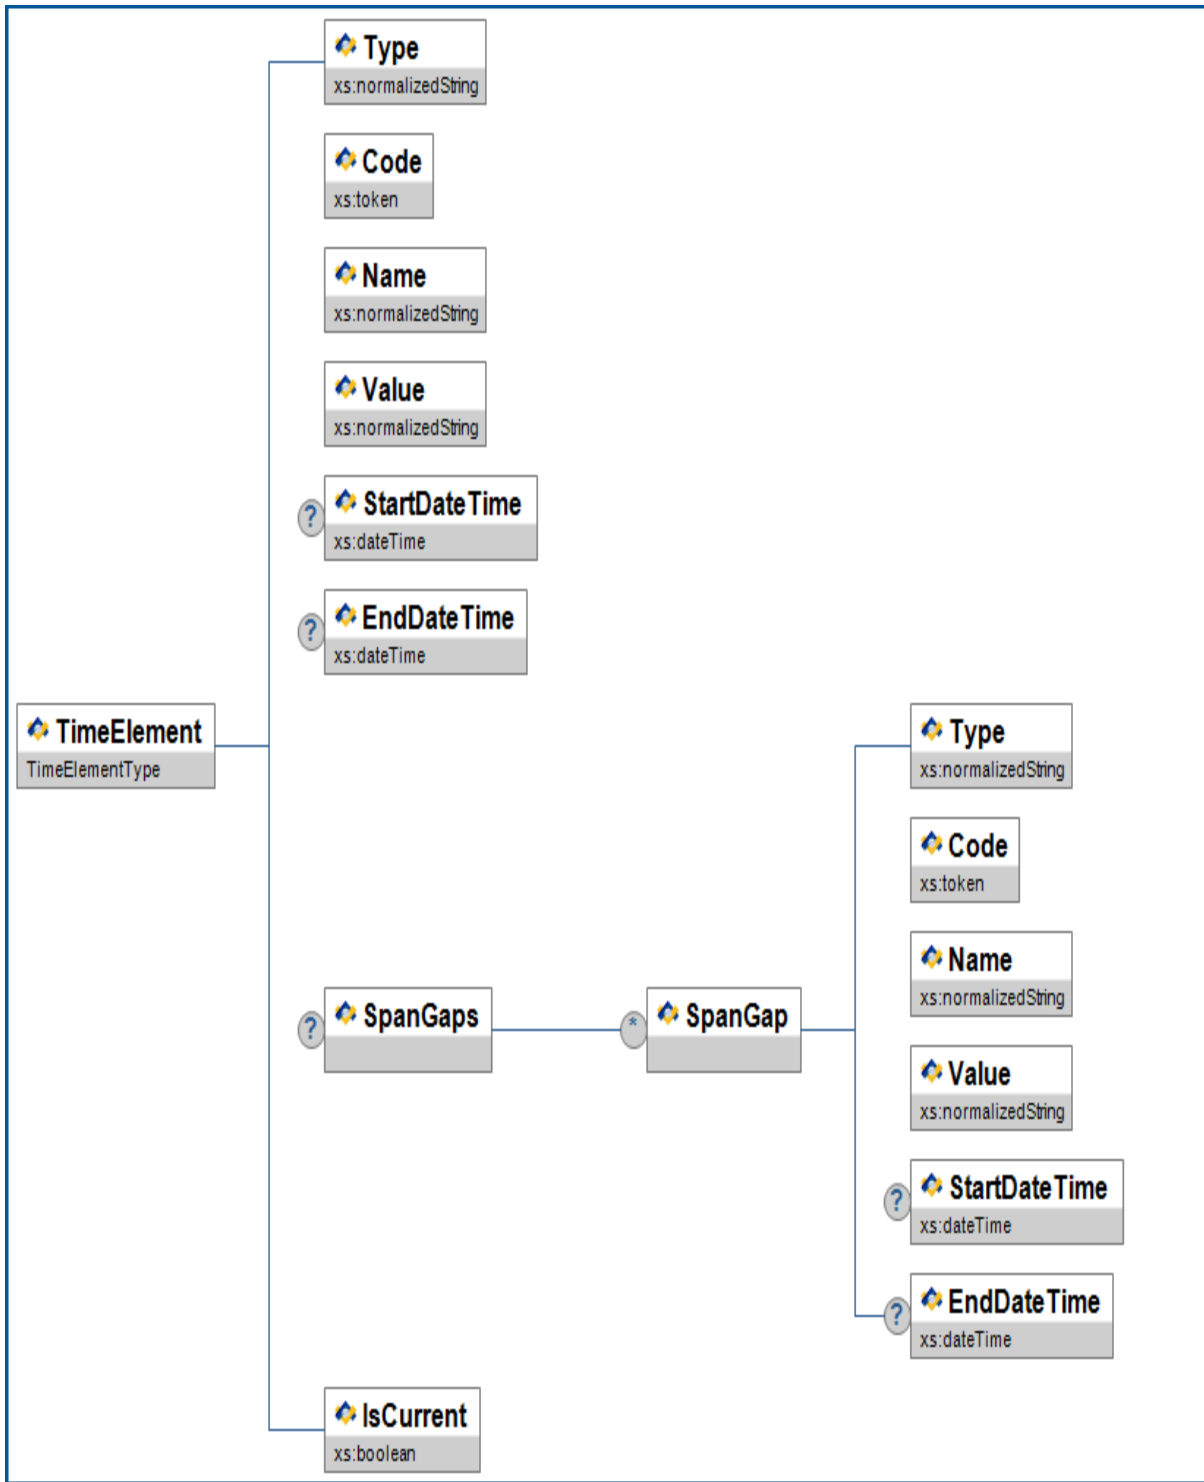 Type
xs:normalizedString
Code
xs:token
Name
xs:normalizedString
Value
xs:normalizedString
? StartDateTime
xs:dateTime
? EndDateTime
xs:dateTime
TimeElement
TimeElementType
? SpanGaps
* SpanGap
Type
xs:normalizedString
Code
xs:token
Name
xs:normalizedString
Value
xs:normalizedString
? StartDateTime
xs:dateTime
? EndDateTime
xs:dateTime
IsCurrent
xs:boolean